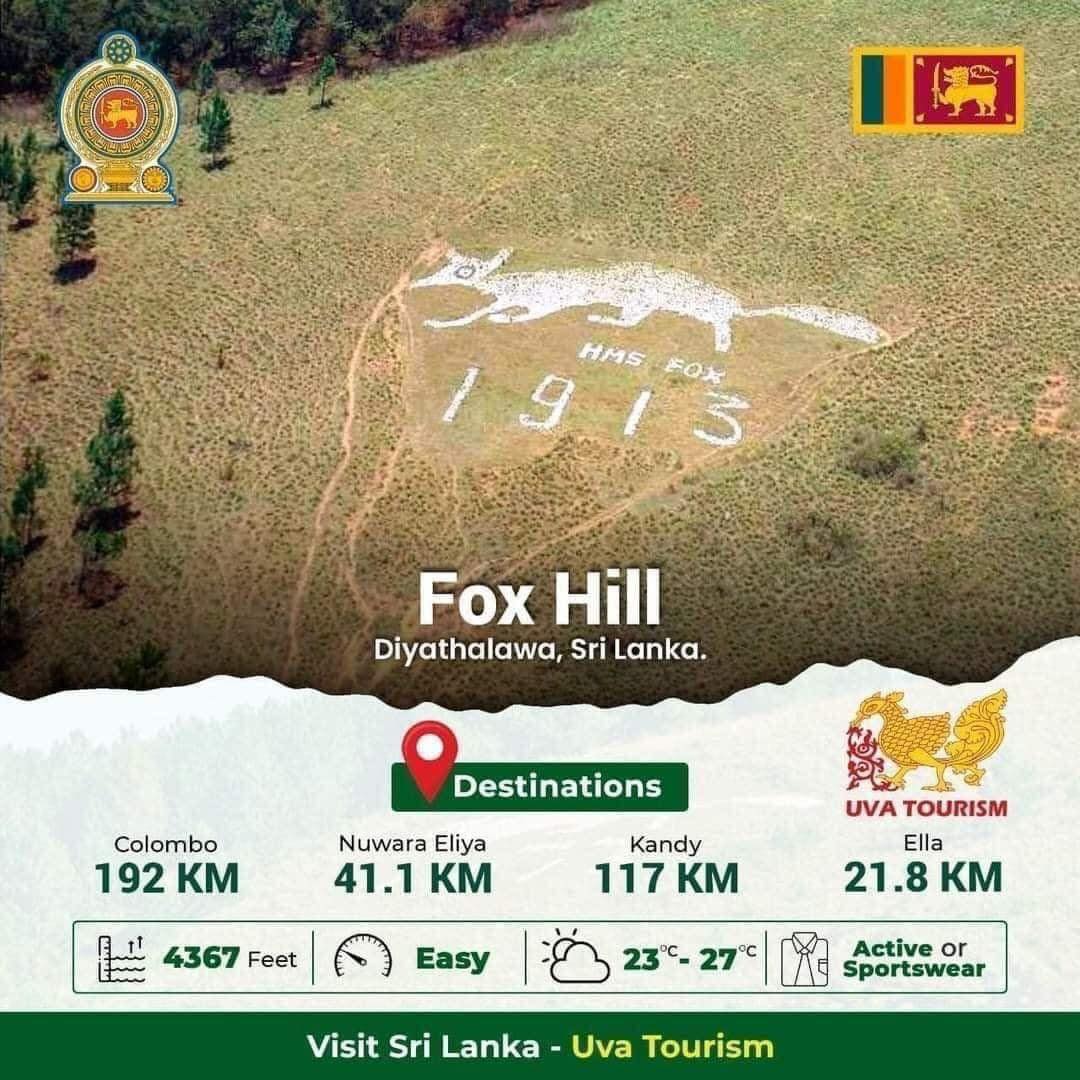 HMS FOX
1913
Fox Hill
Diyathalawa, Sri Lanka.
Destinations
UVA TOURISM
Colombo
192 KM
Nuwara Eliya
41.1 KM
Kandy
117 KM
Ella
21.8 KM
4367 Feet
Easy
23°C- 27°C
Active or
Sportswear
Visit Sri Lanka - Uva Tourism